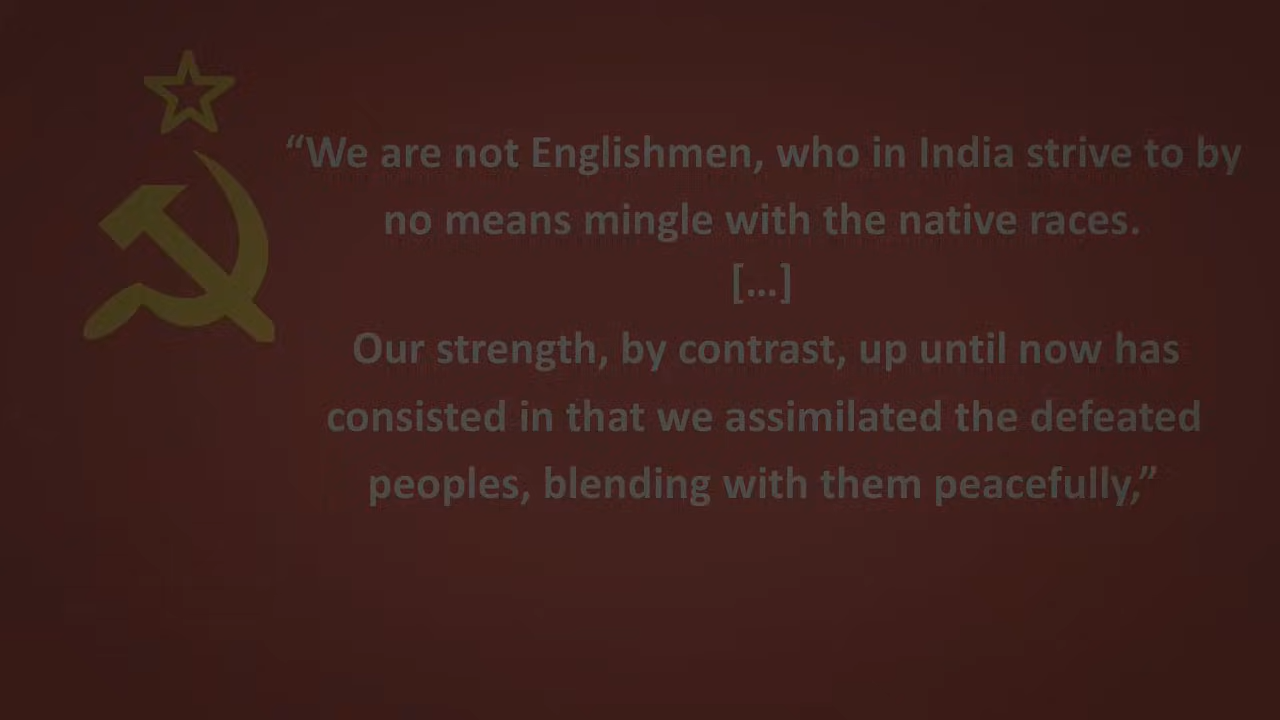 “We are not Englishmen, who in India strive to by
no means mingle with the native races.
[…]
Our strength, by contrast, up until now has
consisted in that we assimilated the defeated
peoples, blending with them peacefully,”